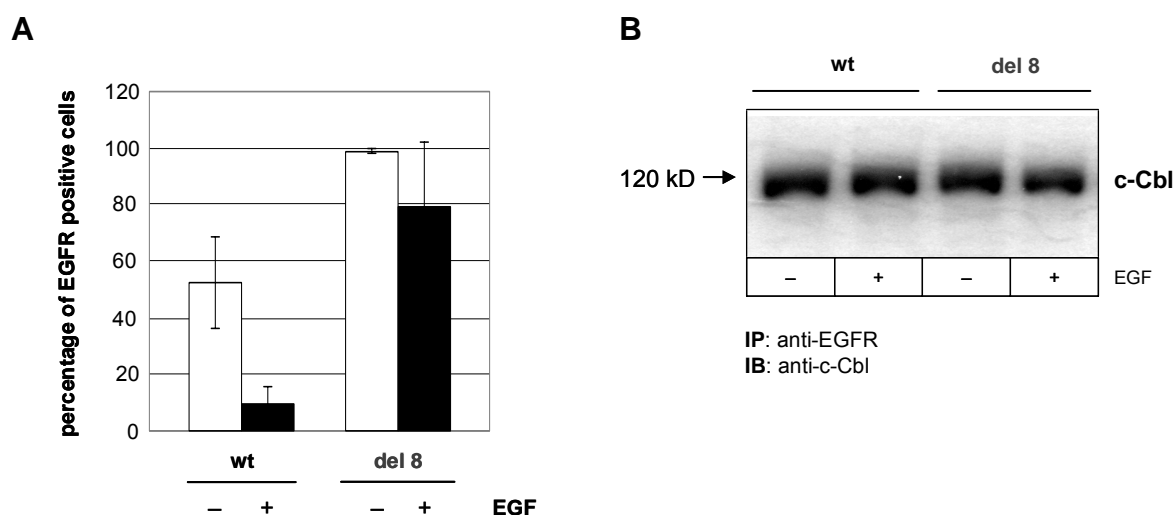 A
percentage of EGFR positive cells
120
100
80
60
40
20
0
wt
del 8
– + – + EGF
B
wt del 8
120 kD → c-Cbl
– + – + EGF
IP: anti-EGFR
IB: anti-c-Cbl